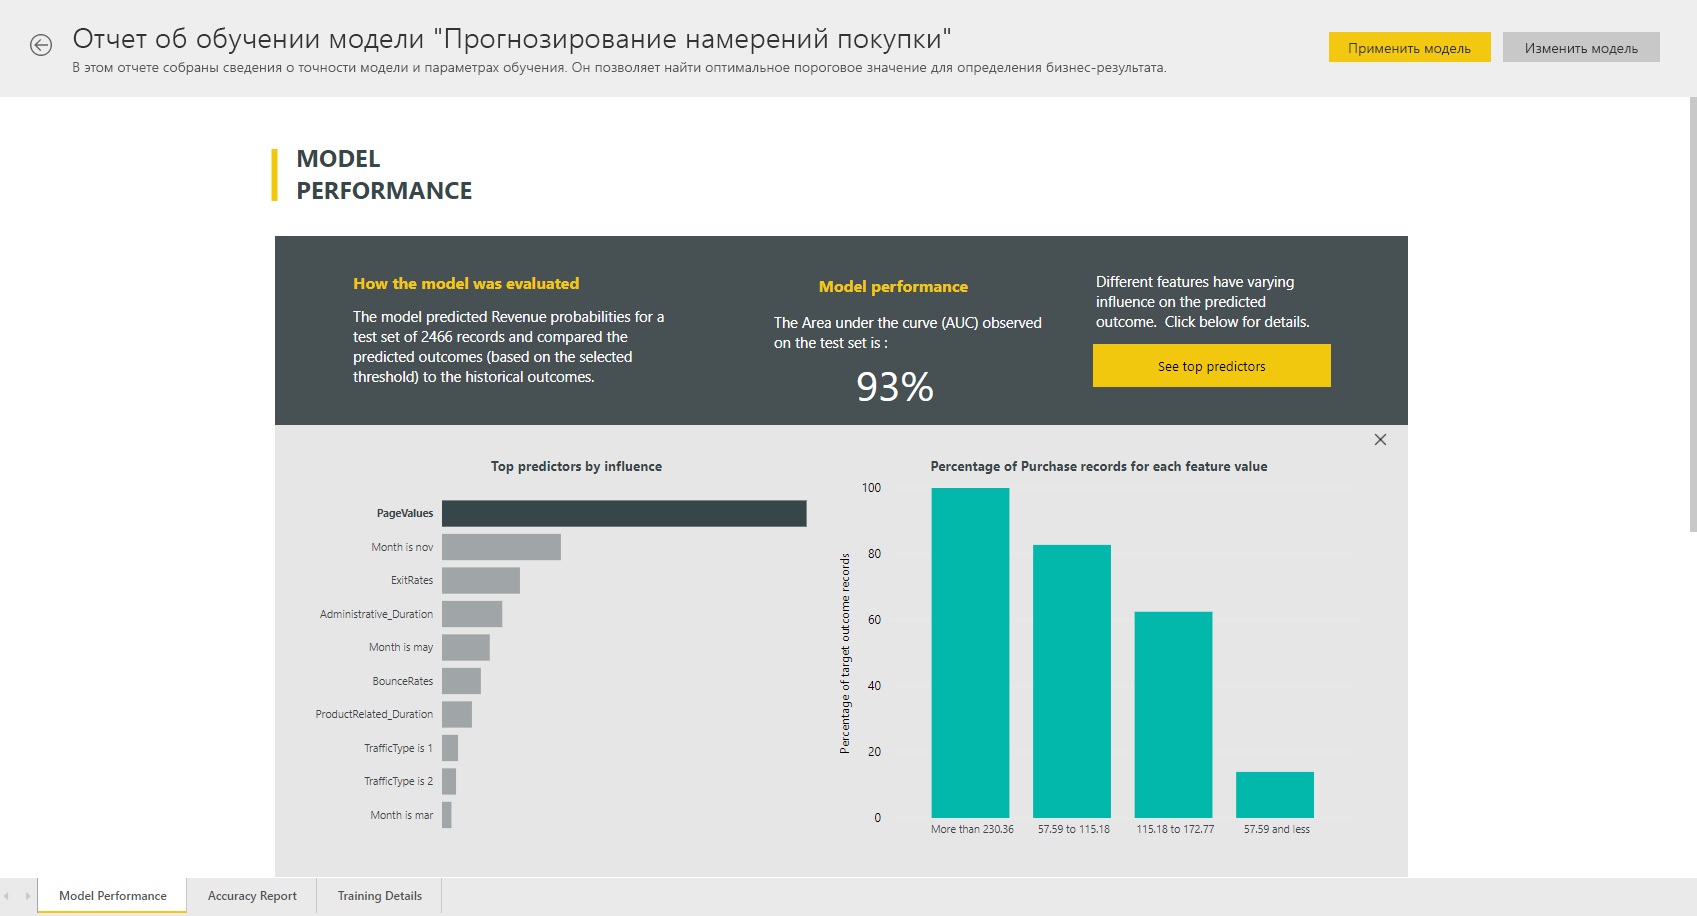 Отчет об обучении модели "Прогнозирование намерений покупки"
В этом отчете собраны сведения о точности модели и параметрах обучения. Он позволяет найти оптимальное пороговое значение для определения бизнес-результата.
Применить модель
Изменить модель
MODEL
PERFORMANCE
How the model was evaluated
The model predicted Revenue probabilities for a
test set of 2466 records and compared the
predicted outcomes (based on the selected
threshold) to the historical outcomes.
Model performance
The Area under the curve (AUC) observed
on the test set is :
93%
Different features have varying
influence on the predicted
outcome. Click below for details.
See top predictors
Top predictors by influence
PageValues
Month is nov
ExitRates
Administrative_Duration
Month is may
BounceRates
ProductRelated_Duration
TrafficType is 1
TrafficType is 2
Month is mar
Percentage of Purchase records for each feature value
Percentage of target outcome records
100
80
60
40
20
0
More than 230.36
57.59 to 115.18
115.18 to 172.77
57.59 and less
Model Performance
Accuracy Report
Training Details